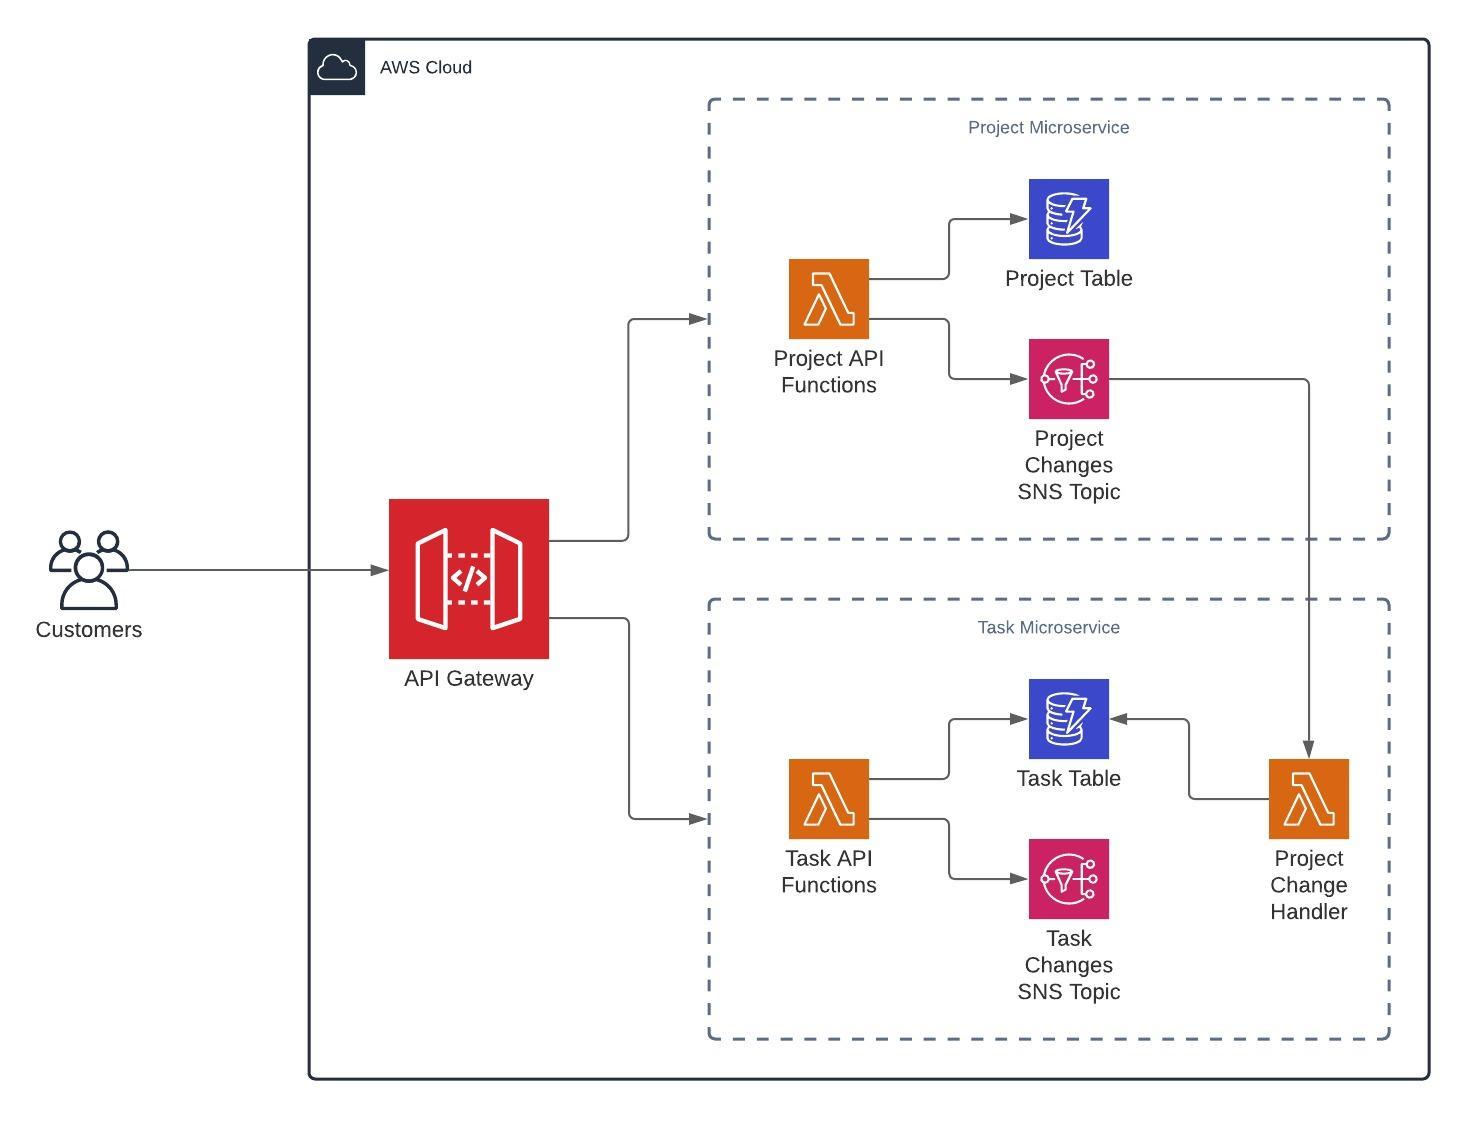 AWS Cloud
Project Microservice
Project Table
Project API
Functions
Project
Changes
SNS Topic
Customers
</>
API Gateway
Task Microservice
Task Table
Task API
Functions
Project
Change
Handler
Task
Changes
SNS Topic